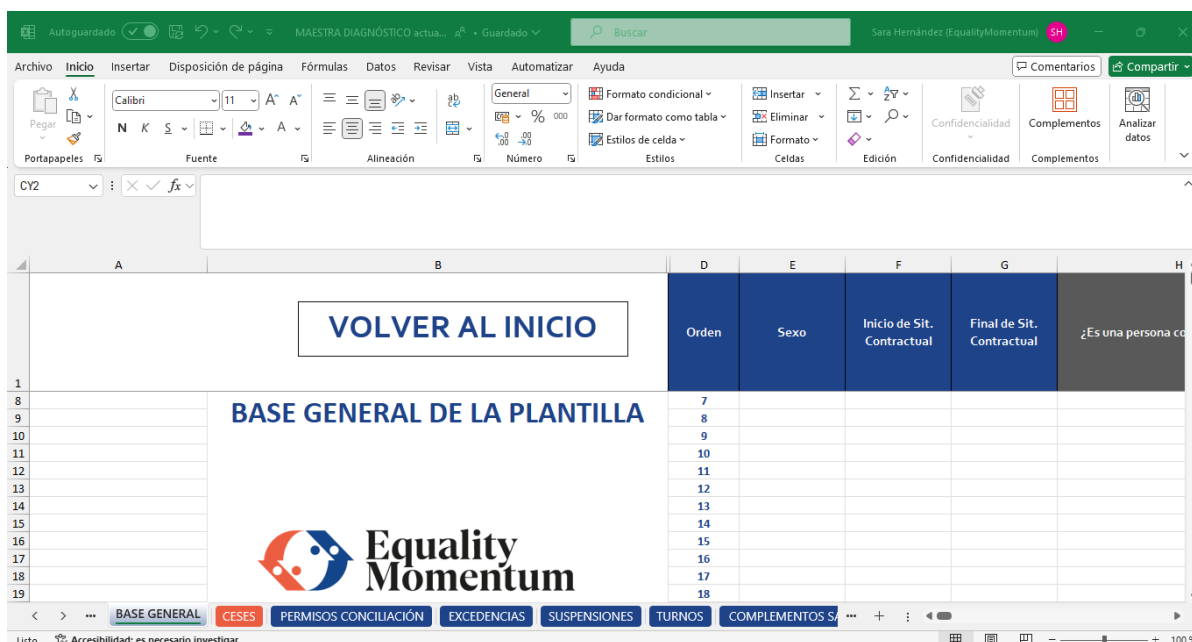 Autoguardado MAESTRA DIAGNÓSTICO actua... • Guardado Buscar Sara Hernández (EqualityMomentum) SH
Archivo Inicio Insertar Disposición de página Fórmulas Datos Revisar Vista Automatizar Ayuda Comentarios Compartir
Pegar Calibri 11 A A General Formato condicional Insertar Confidencialidad Complementos Analizar datos
N K S A % 000 Dar formato como tabla Eliminar
Estilos de celda Formato
Portapapeles Fuente Alineación Número Estilos Celdas Edición Confidencialidad Complementos
CY2 fx
A B D E F G H
1 VOLVER AL INICIO Orden Sexo Inicio de Sit. Contractual Final de Sit. Contractual ¿Es una persona co
8 BASE GENERAL DE LA PLANTILLA 7
9 8
10 9
11 10
12 11
13 12
14 13
15 14
16 Equality 15
17 Momentum 16
18 17
19 18
BASE GENERAL CESES PERMISOS CONCILIACIÓN EXCEDENCIAS SUSPENSIONES TURNOS COMPLEMENTOS SA ...
Listo Accesibilidad: es necesario investigar 100%